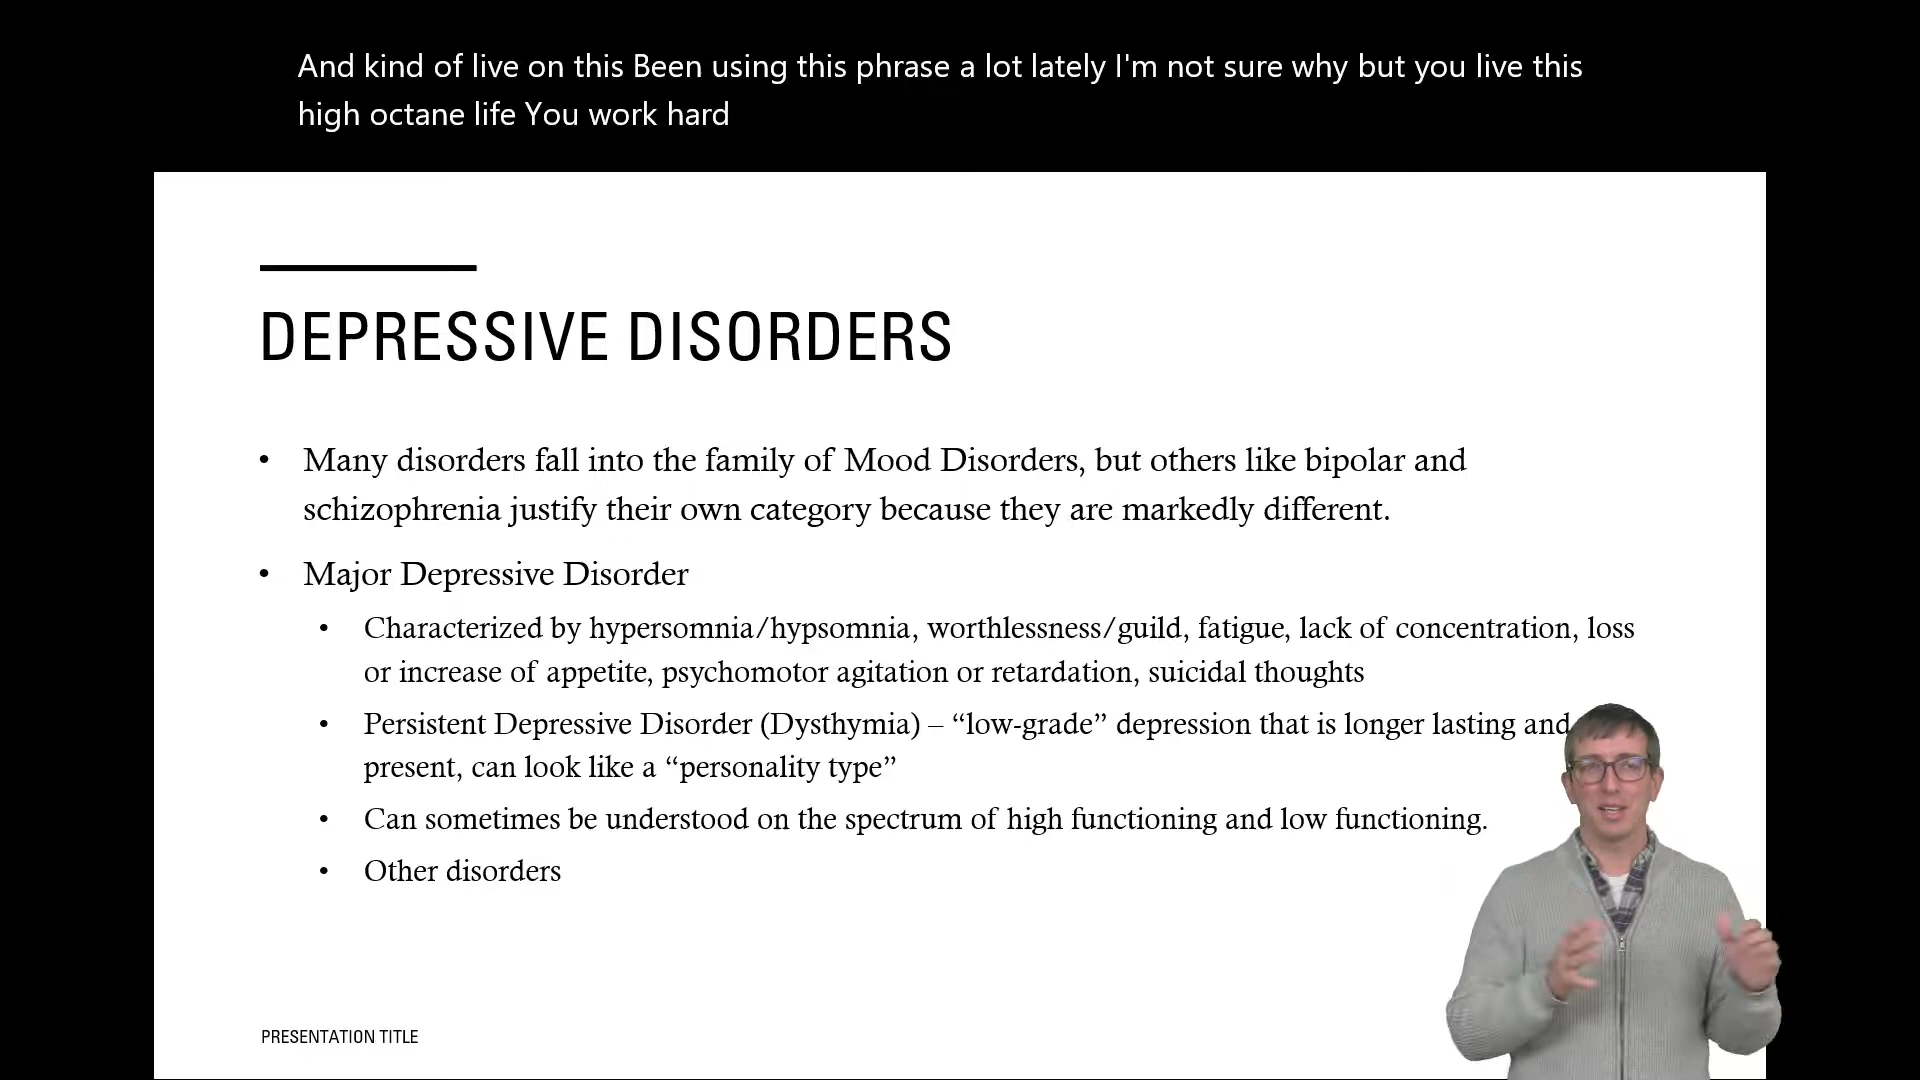 And kind of live on this Been using this phrase a lot lately I'm not sure why but you live this
high octane life You work hard
DEPRESSIVE DISORDERS
• Many disorders fall into the family of Mood Disorders, but others like bipolar and
schizophrenia justify their own category because they are markedly different.
• Major Depressive Disorder
• Characterized by hypersomnia/hypsomnia, worthlessness/guild, fatigue, lack of concentration, loss
or increase of appetite, psychomotor agitation or retardation, suicidal thoughts
• Persistent Depressive Disorder (Dysthymia) – “low-grade” depression that is longer lasting and
present, can look like a “personality type”
• Can sometimes be understood on the spectrum of high functioning and low functioning.
• Other disorders
PRESENTATION TITLE